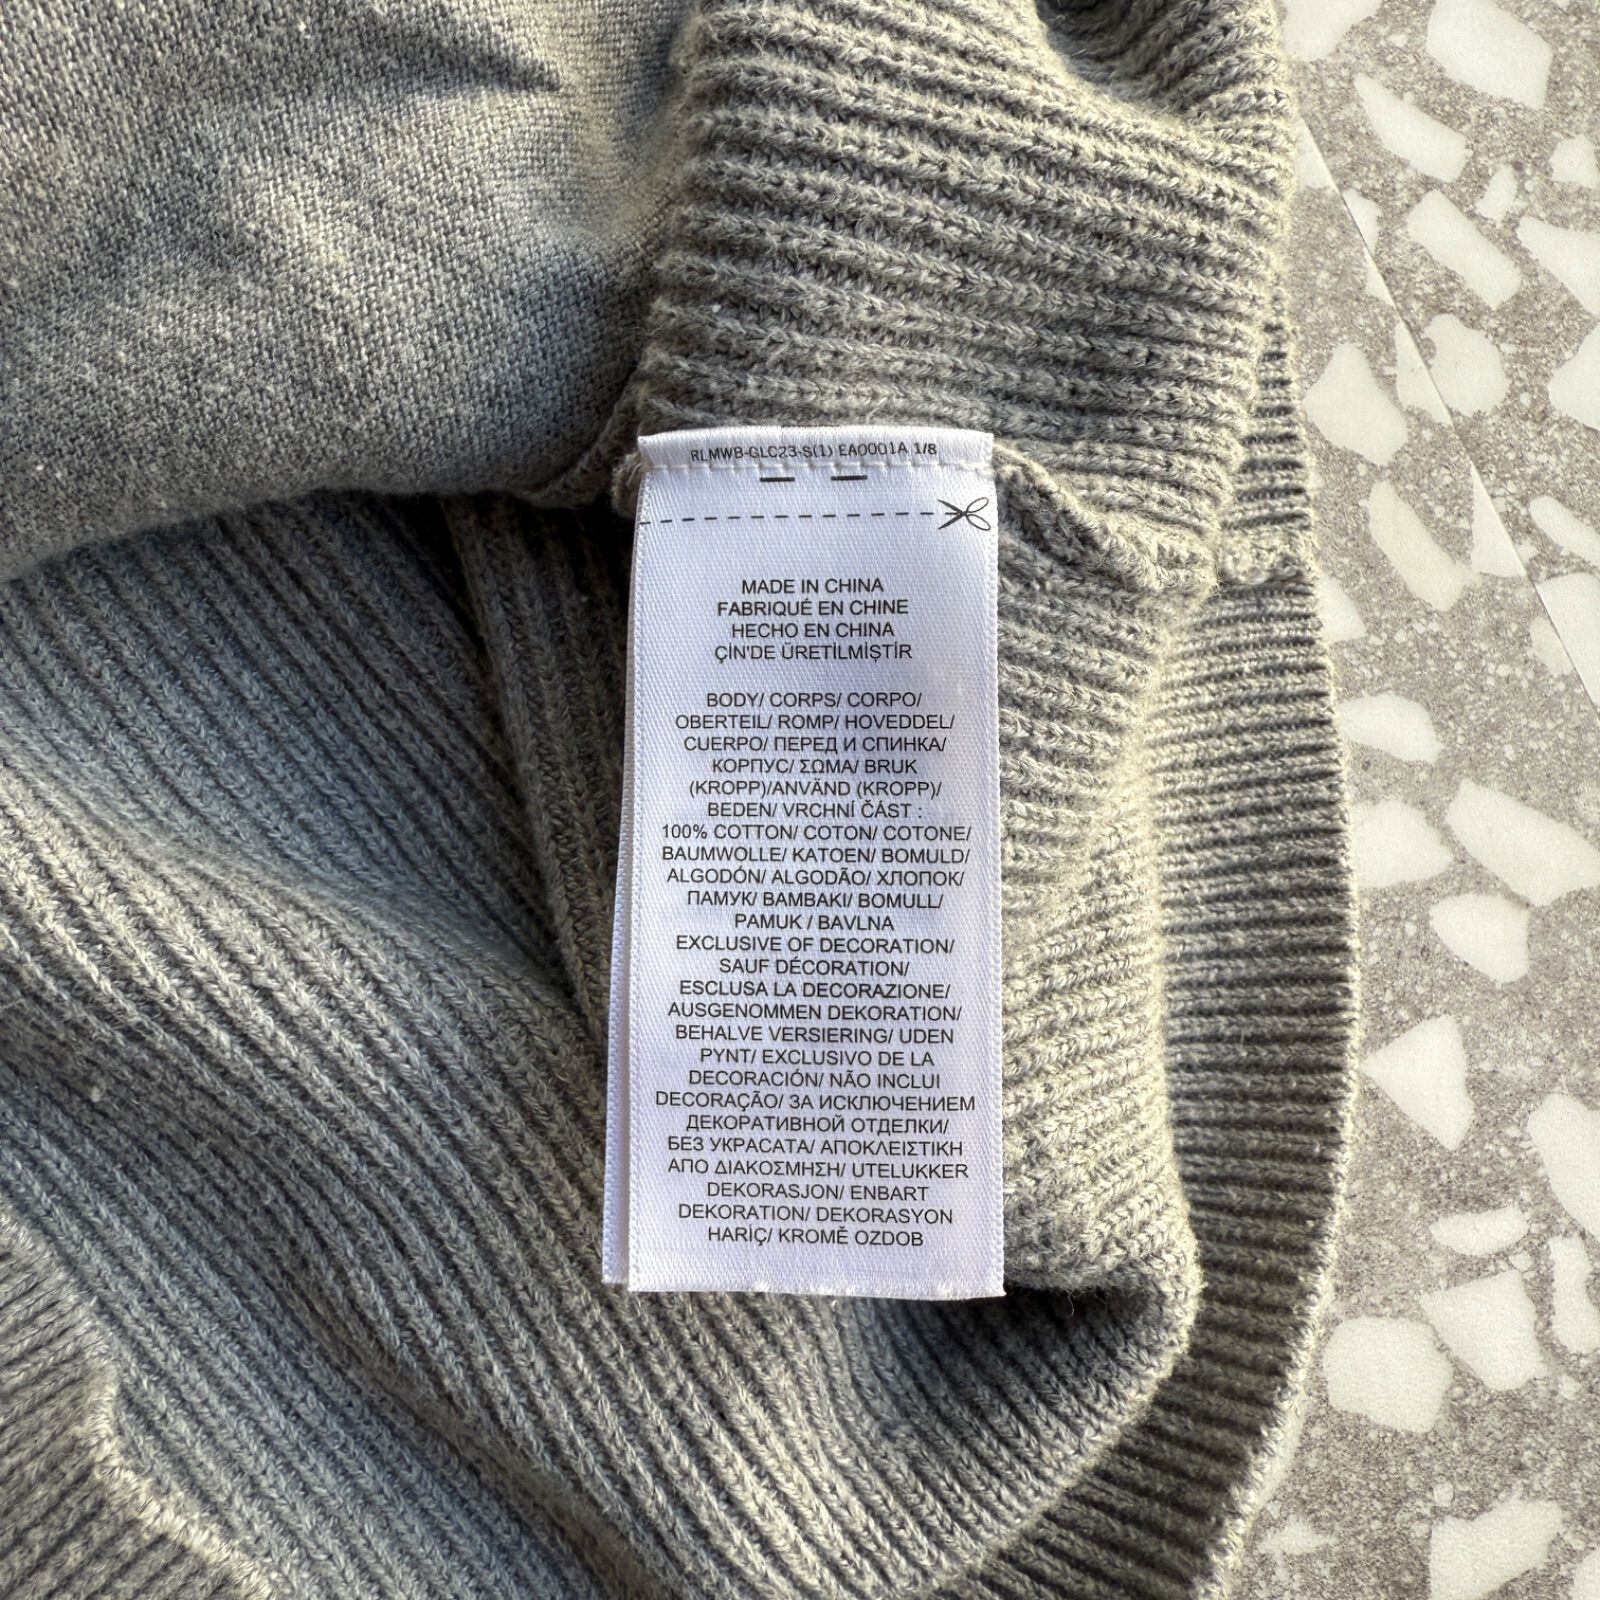 RLMWB-GLC23-S(1) EA0001A 1/8
MADE IN CHINA
FABRIQUÉ EN CHINE
HECHO EN CHINA
ÇİN'DE ÜRETİLMİŞTİR
BODY/ CORPS/ CORPO/
OBERTEIL/ ROMP/ HOVEDDEL/
CUERPO/ ПЕРЕД И СПИНКА/
КОРПУС/ ΣΩΜΑ/ BRUK
(KROPP)/ANVÄND (KROPP)/
BEDEN/ VRCHNÍ ČÁST :
100% COTTON/ COTON/ COTONE/
BAUMWOLLE/ KATOEN/ BOMULD/
ALGODÓN/ ALGODÃO/ ХЛОПОК/
ПАМУК/ ΒΑΜΒΑΚΙ/ BOMULL/
PAMUK / BAVLNA
EXCLUSIVE OF DECORATION/
SAUF DÉCORATION/
ESCLUSA LA DECORAZIONE/
AUSGENOMMEN DEKORATION/
BEHALVE VERSIERING/ UDEN
PYNT/ EXCLUSIVO DE LA
DECORACIÓN/ NÃO INCLUI
DECORAÇÃO/ ЗА ИСКЛЮЧЕНИЕМ
ДЕКОРАТИВНОЙ ОТДЕЛКИ/
БЕЗ УКРАСАТА/ ΑΠΟΚΛΕΙΣΤΙΚΗ
ΑΠΟ ΔΙΑΚΟΣΜΗΣΗ/ UTELUKKER
DEKORASJON/ ENBART
DEKORATION/ DEKORASYON
HARİÇ/ KROMĚ OZDOB